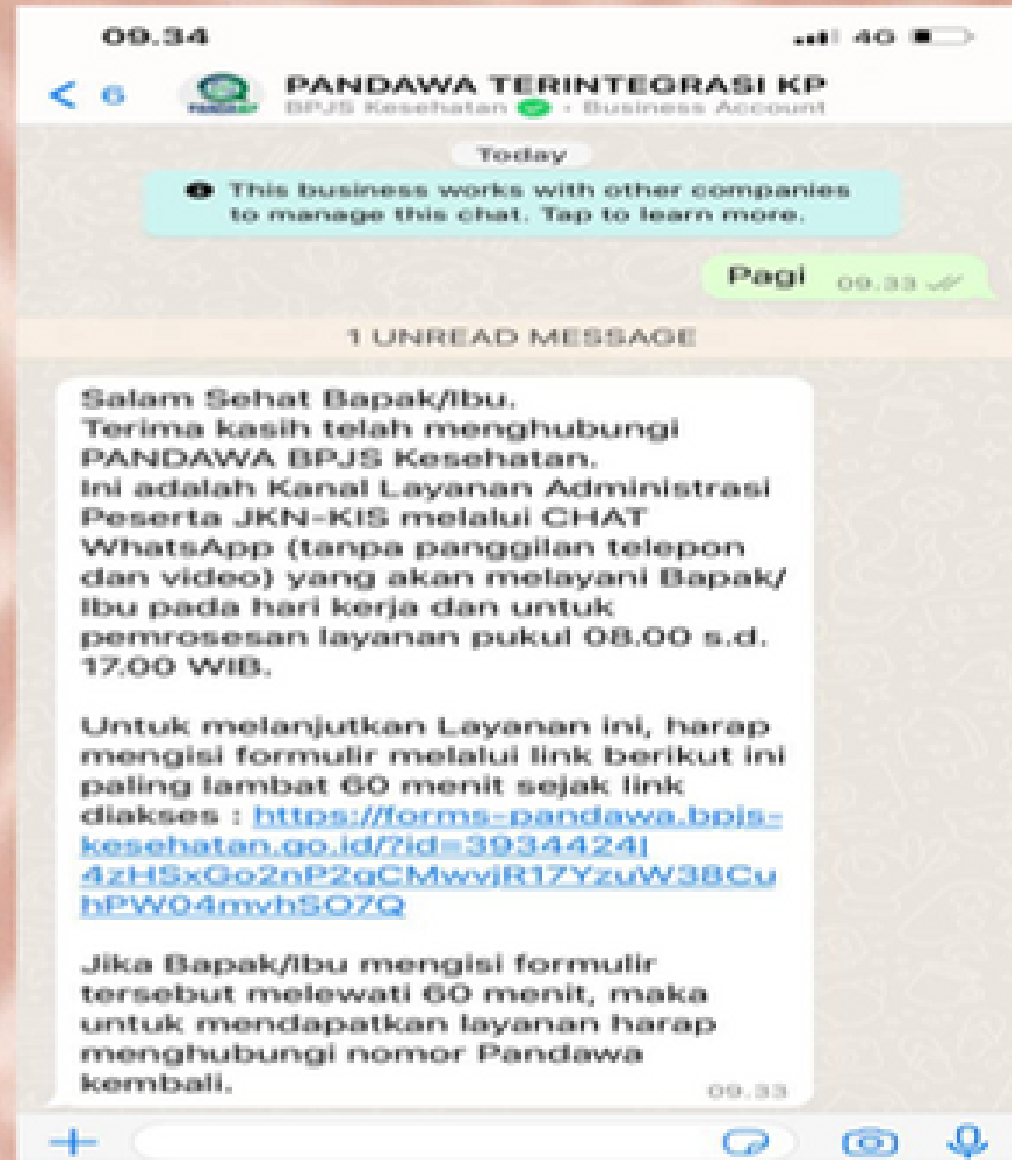 09.34
4G
6
PANDAWA TERINTEGRASI KP
BPJS Kesehatan - Business Account
Today
This business works with other companies
to manage this chat. Tap to learn more.
Pagi 09.33
1 UNREAD MESSAGE
Salam Sehat Bapak/Ibu.
Terima kasih telah menghubungi
PANDAWA BPJS Kesehatan.
Ini adalah Kanal Layanan Administrasi
Peserta JKN-KIS melalui CHAT
WhatsApp (tanpa panggilan telepon
dan video) yang akan melayani Bapak/
Ibu pada hari kerja dan untuk
pemrosesan layanan pukul 08.00 s.d.
17.00 WIB.
Untuk melanjutkan Layanan ini, harap
mengisi formulir melalui link berikut ini
paling lambat 60 menit sejak link
diakses : https://forms-pandawa.bpjs-
kesehatan.go.id/?id=3934424|
4zHSxGo2nP2qCMwvjR17YzuW38Cu
hPW04mvhSO7Q
Jika Bapak/Ibu mengisi formulir
tersebut melewati 60 menit, maka
untuk mendapatkan layanan harap
menghubungi nomor Pandawa
kembali.
09.33